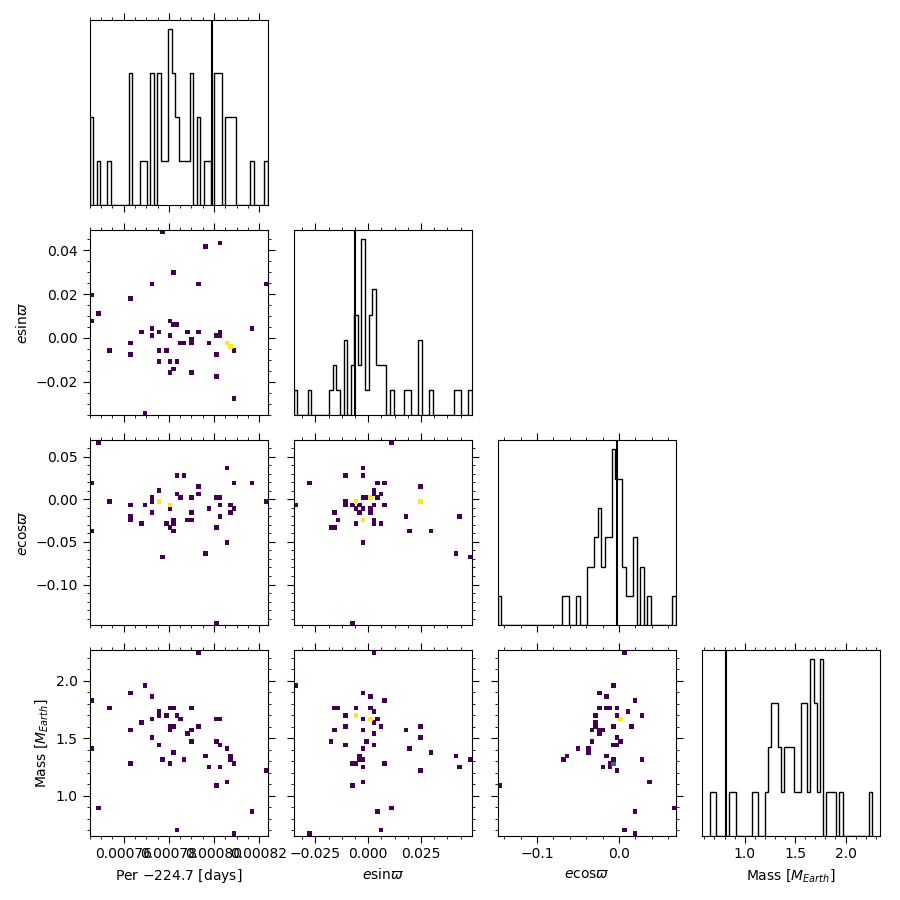 0.04
0.02
0.00
−0.02
esinϖ
0.05
0.00
−0.05
−0.10
ecosϖ
2.0
1.5
1.0
Mass [M_Earth]
0.00076 0.00078 0.00080 0.00082
−0.025 0.000 0.025
−0.1 0.0
1.0 1.5 2.0
Per −224.7 [days]
esinϖ
ecosϖ
Mass [M_Earth]